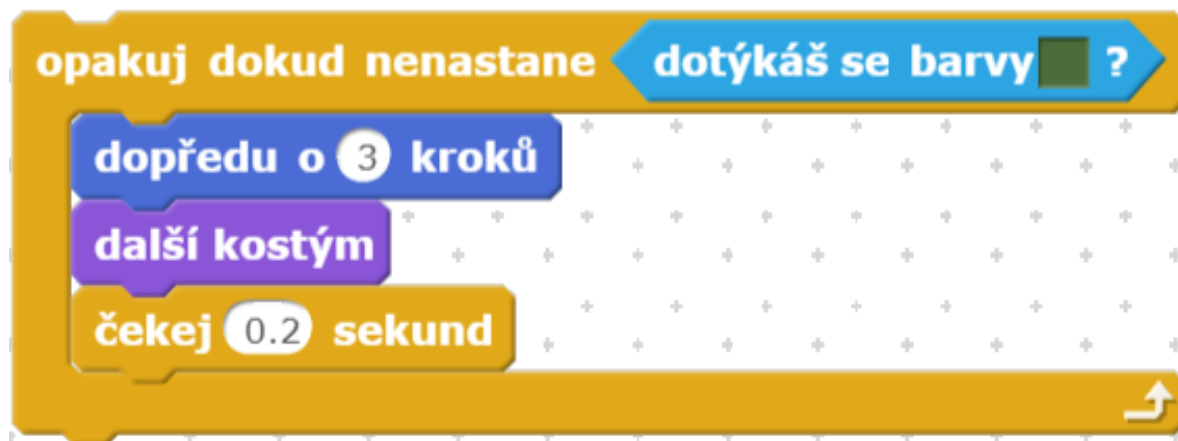 opakuj dokud nenastane dotýkáš se barvy ?
dopředu o 3 kroků
další kostým
čekej 0.2 sekund